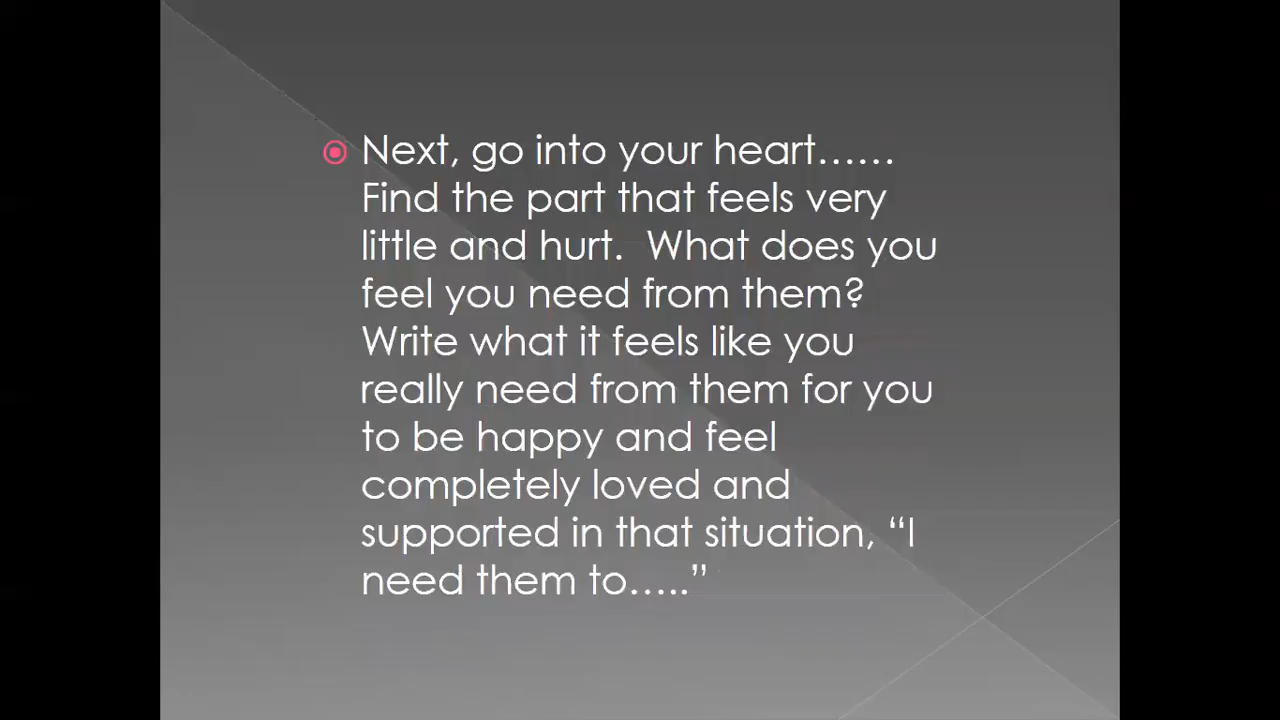 Next, go into your heart……
Find the part that feels very
little and hurt.  What does you
feel you need from them?
Write what it feels like you
really need from them for you
to be happy and feel
completely loved and
supported in that situation, “I
need them to…..”